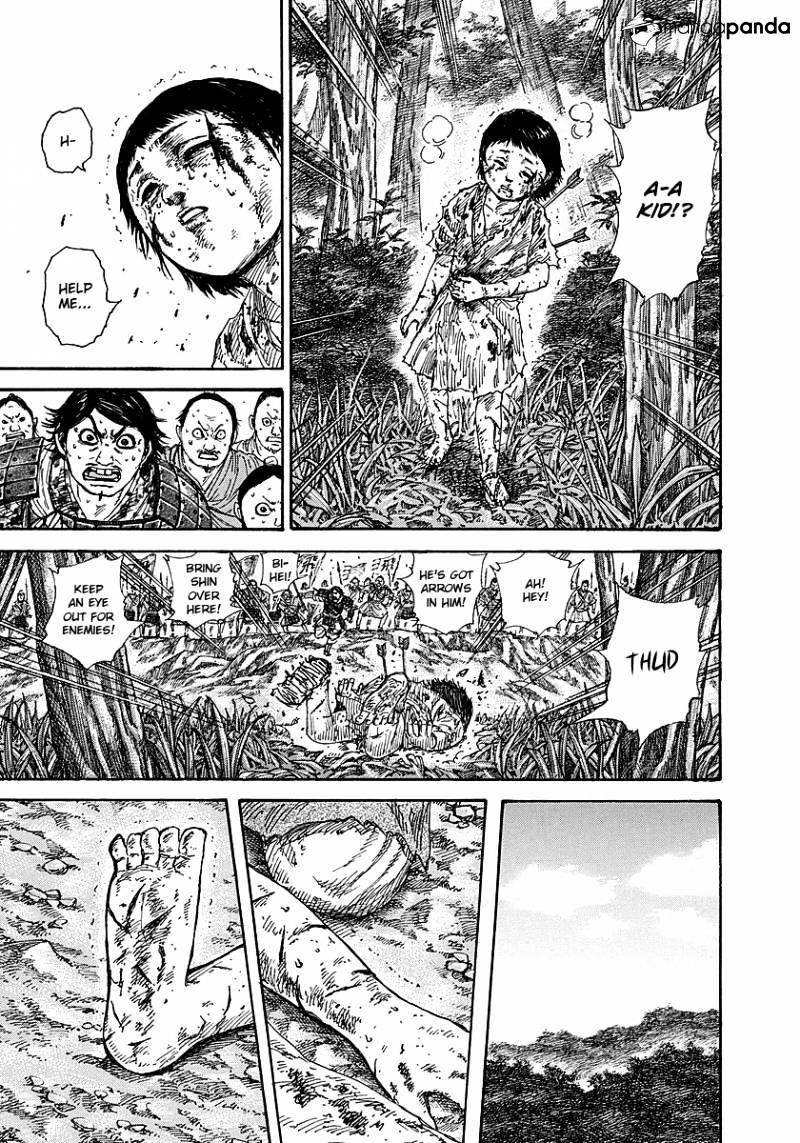 mangapanda
A-A
KID!?
H-
HELP
ME...
THUD
AH!
HEY!
HE'S GOT
ARROWS
IN HIM!
BI-
HEI!
BRING
SHIN
OVER
HERE!
KEEP
AN EYE
OUT FOR
ENEMIES!